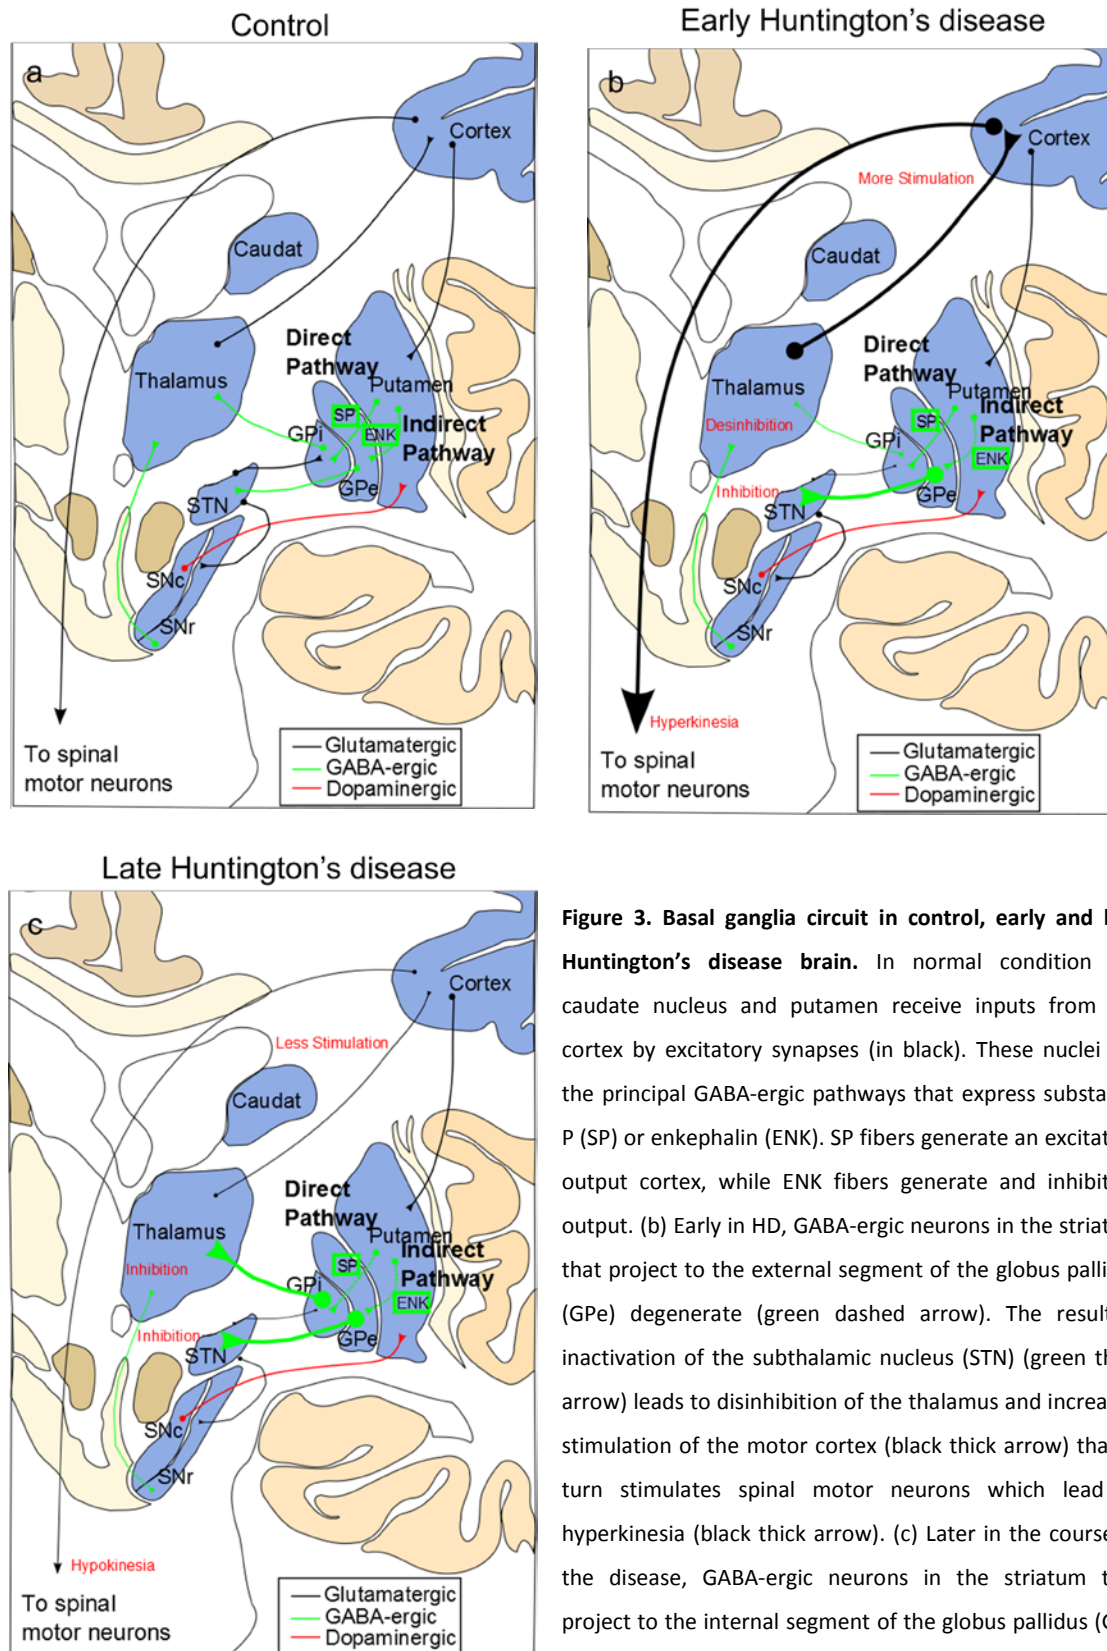 Control
Early Huntington's disease
a
Cortex
Caudat
Direct
Pathway
Thalamus
Putamen
SP
Indirect
Pathway
ENK
GPi
GPe
STN
SNc
SNr
To spinal
motor neurons
Glutamatergic
GABA-ergic
Dopaminergic
b
Cortex
More Stimulation
Caudat
Direct
Pathway
Thalamus
Putamen
Indirect
Pathway
SP
Desinhibition
GPi
ENK
Inhibition
GPe
STN
SNc
SNr
Hyperkinesia
To spinal
motor neurons
Glutamatergic
GABA-ergic
Dopaminergic
Late Huntington's disease
c
Cortex
Less Stimulation
Caudat
Direct
Pathway
Thalamus
Putamen
Indirect
Pathway
SP
Inhibition
GPi
ENK
Inhibition
GPe
STN
SNc
SNr
Hypokinesia
To spinal
motor neurons
Glutamatergic
GABA-ergic
Dopaminergic
Figure 3. Basal ganglia circuit in control, early and
Huntington's disease brain. In normal condition
caudate nucleus and putamen receive inputs from
cortex by excitatory synapses (in black). These nuclei
the principal GABA-ergic pathways that express
P (SP) or enkephalin (ENK). SP fibers generate an
output cortex, while ENK fibers generate and
output. (b) Early in HD, GABA-ergic neurons in the
that project to the external segment of the globus
(GPe) degenerate (green dashed arrow). The
inactivation of the subthalamic nucleus (STN) (green
arrow) leads to disinhibition of the thalamus and
stimulation of the motor cortex (black thick arrow)
turn stimulates spinal motor neurons which lead
hyperkinesia (black thick arrow). (c) Later in the course
the disease, GABA-ergic neurons in the striatum
project to the internal segment of the globus pallidus